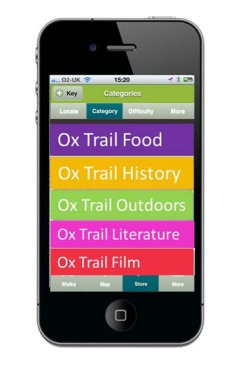 O2-UK 15:20
+ Key Categories
Locale Category Difficulty More
Ox Trail Food
Ox Trail History
Ox Trail Outdoors
Ox Trail Literature
Ox Trail Film
Walks Map Store More